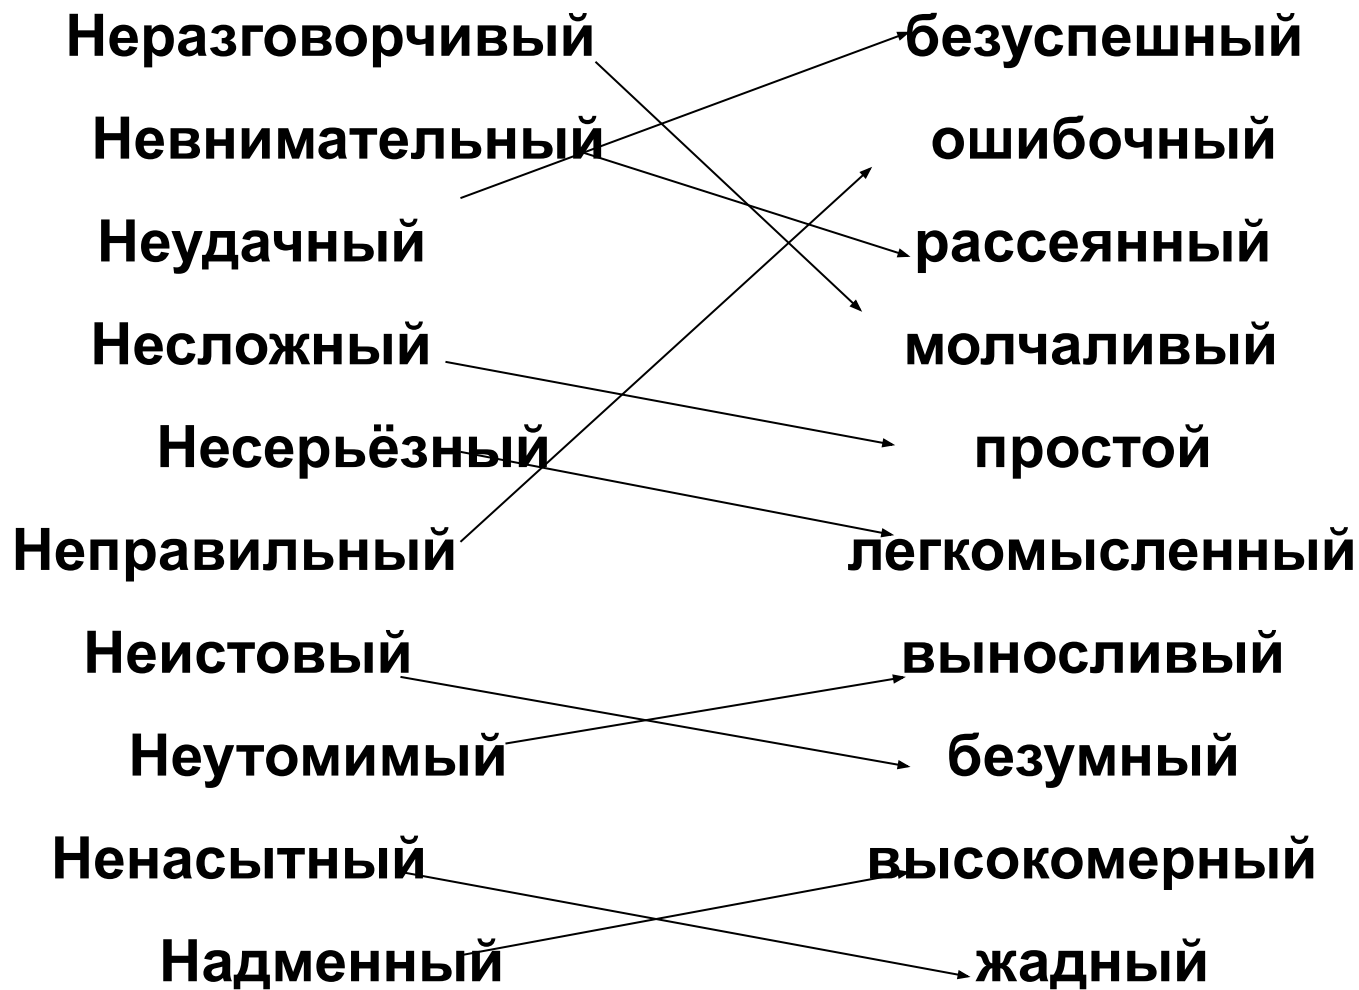 Неразговорчивый безуспешный
Невнимательный ошибочный
Неудачный рассеянный
Несложный молчаливый
Несерьёзный простой
Неправильный легкомысленный
Неистовый выносливый
Неутомимый безумный
Ненасытный высокомерный
Надменный жадный